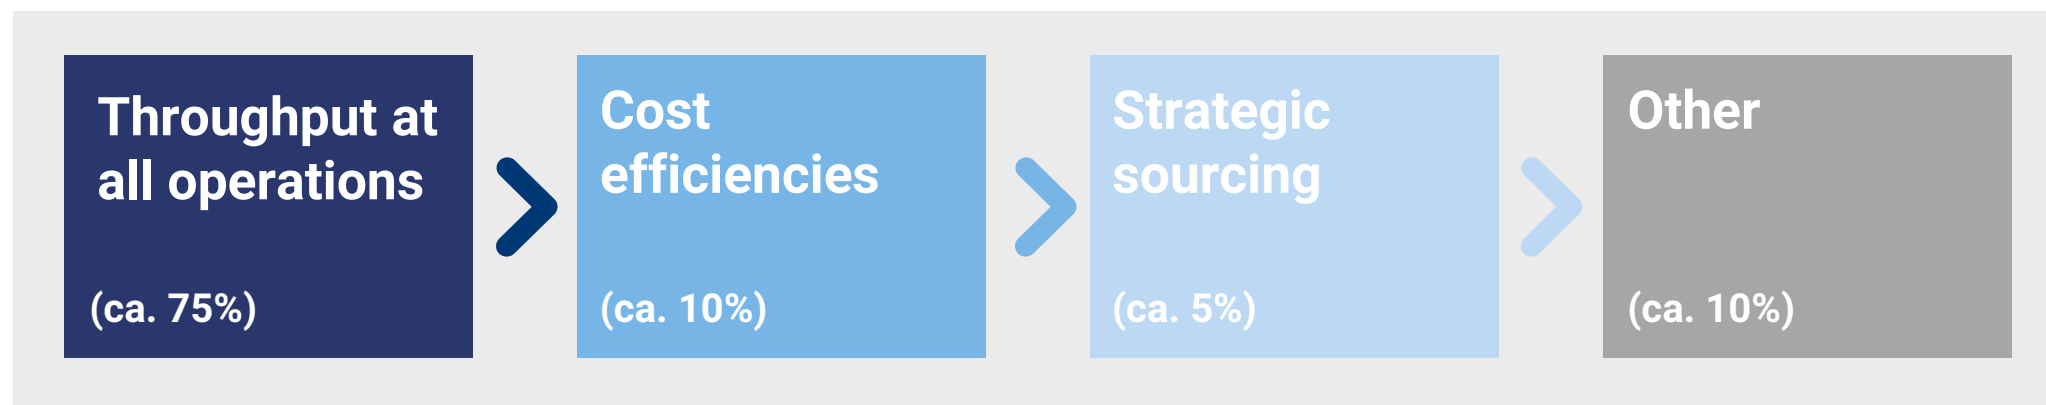 Throughput at
all operations
(ca. 75%)
Cost
efficiencies
(ca. 10%)
Strategic
sourcing
(ca. 5%)
Other
(ca. 10%)